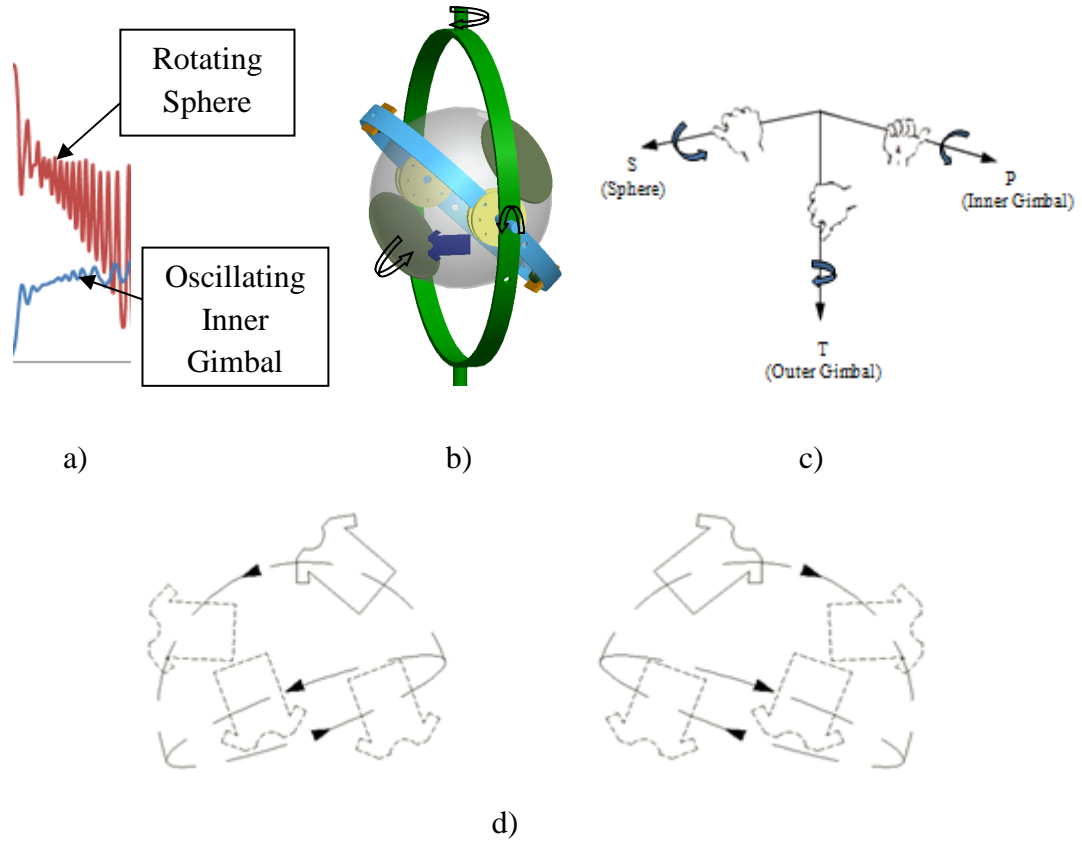 Rotating
Sphere
Oscillating
Inner
Gimbal
S
(Sphere)
P
(Inner Gimbal)
T
(Outer Gimbal)
a)
b)
c)
d)